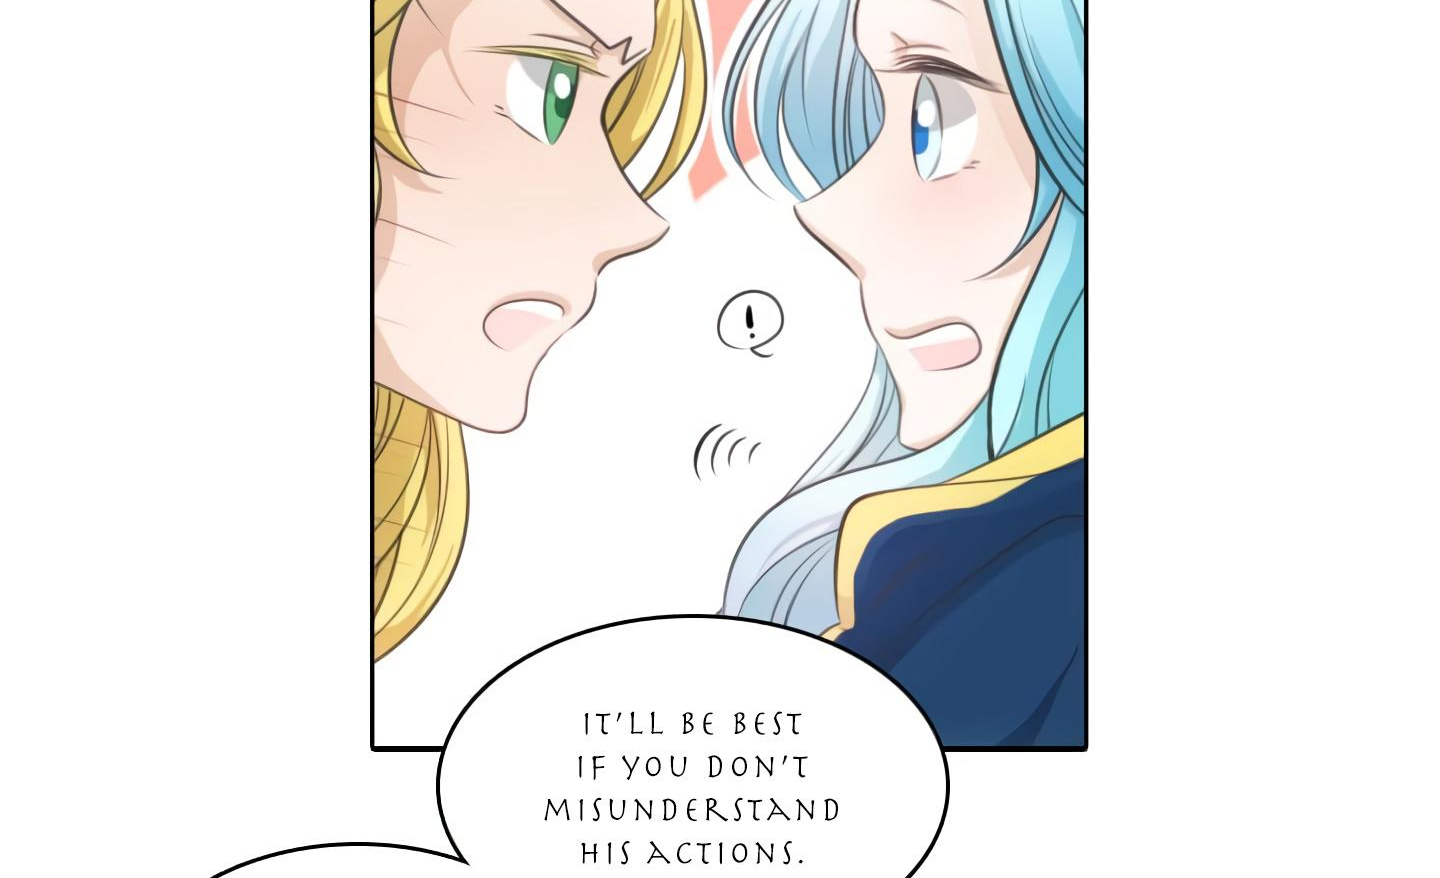 !
IT'LL BE BEST
IF YOU DON'T
MISUNDERSTAND
HIS ACTIONS.